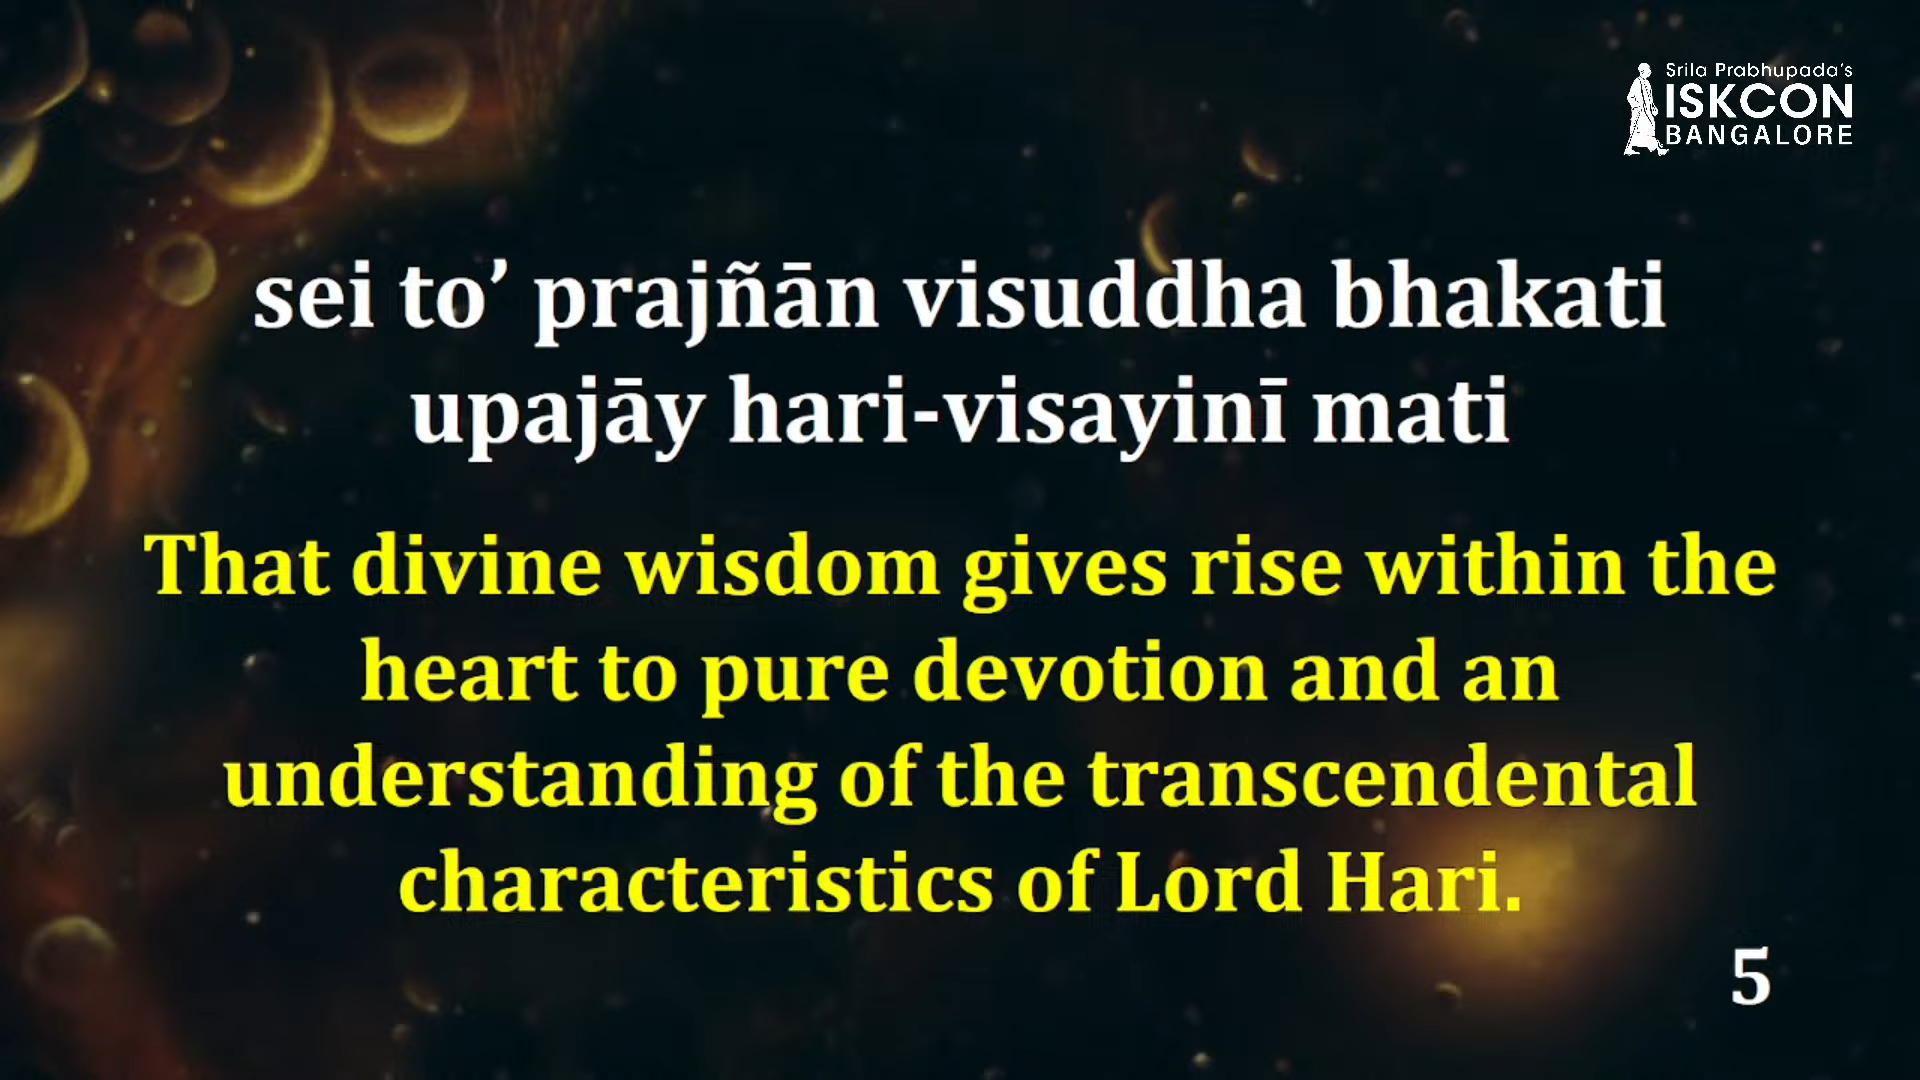 Srila Prabhupada's
ISKCON
BANGALORE
sei to’ prajñān visuddha bhakati
upajāy hari-visayinī mati
That divine wisdom gives rise within the
heart to pure devotion and an
understanding of the transcendental
characteristics of Lord Hari.
5